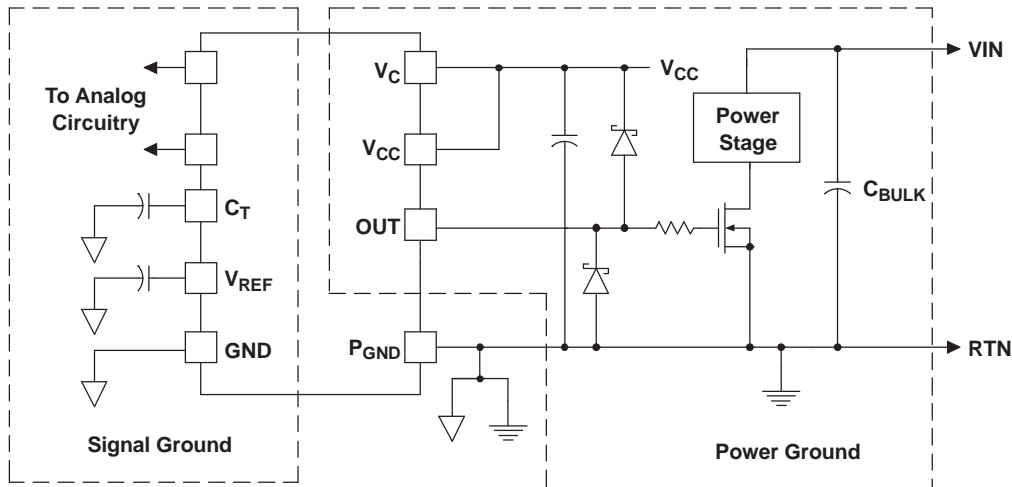 VIN
V_C
V_CC
To Analog
Circuitry
Power
Stage
V_CC
C_T
C_BULK
OUT
V_REF
GND
P_GND
RTN
Signal Ground
Power Ground